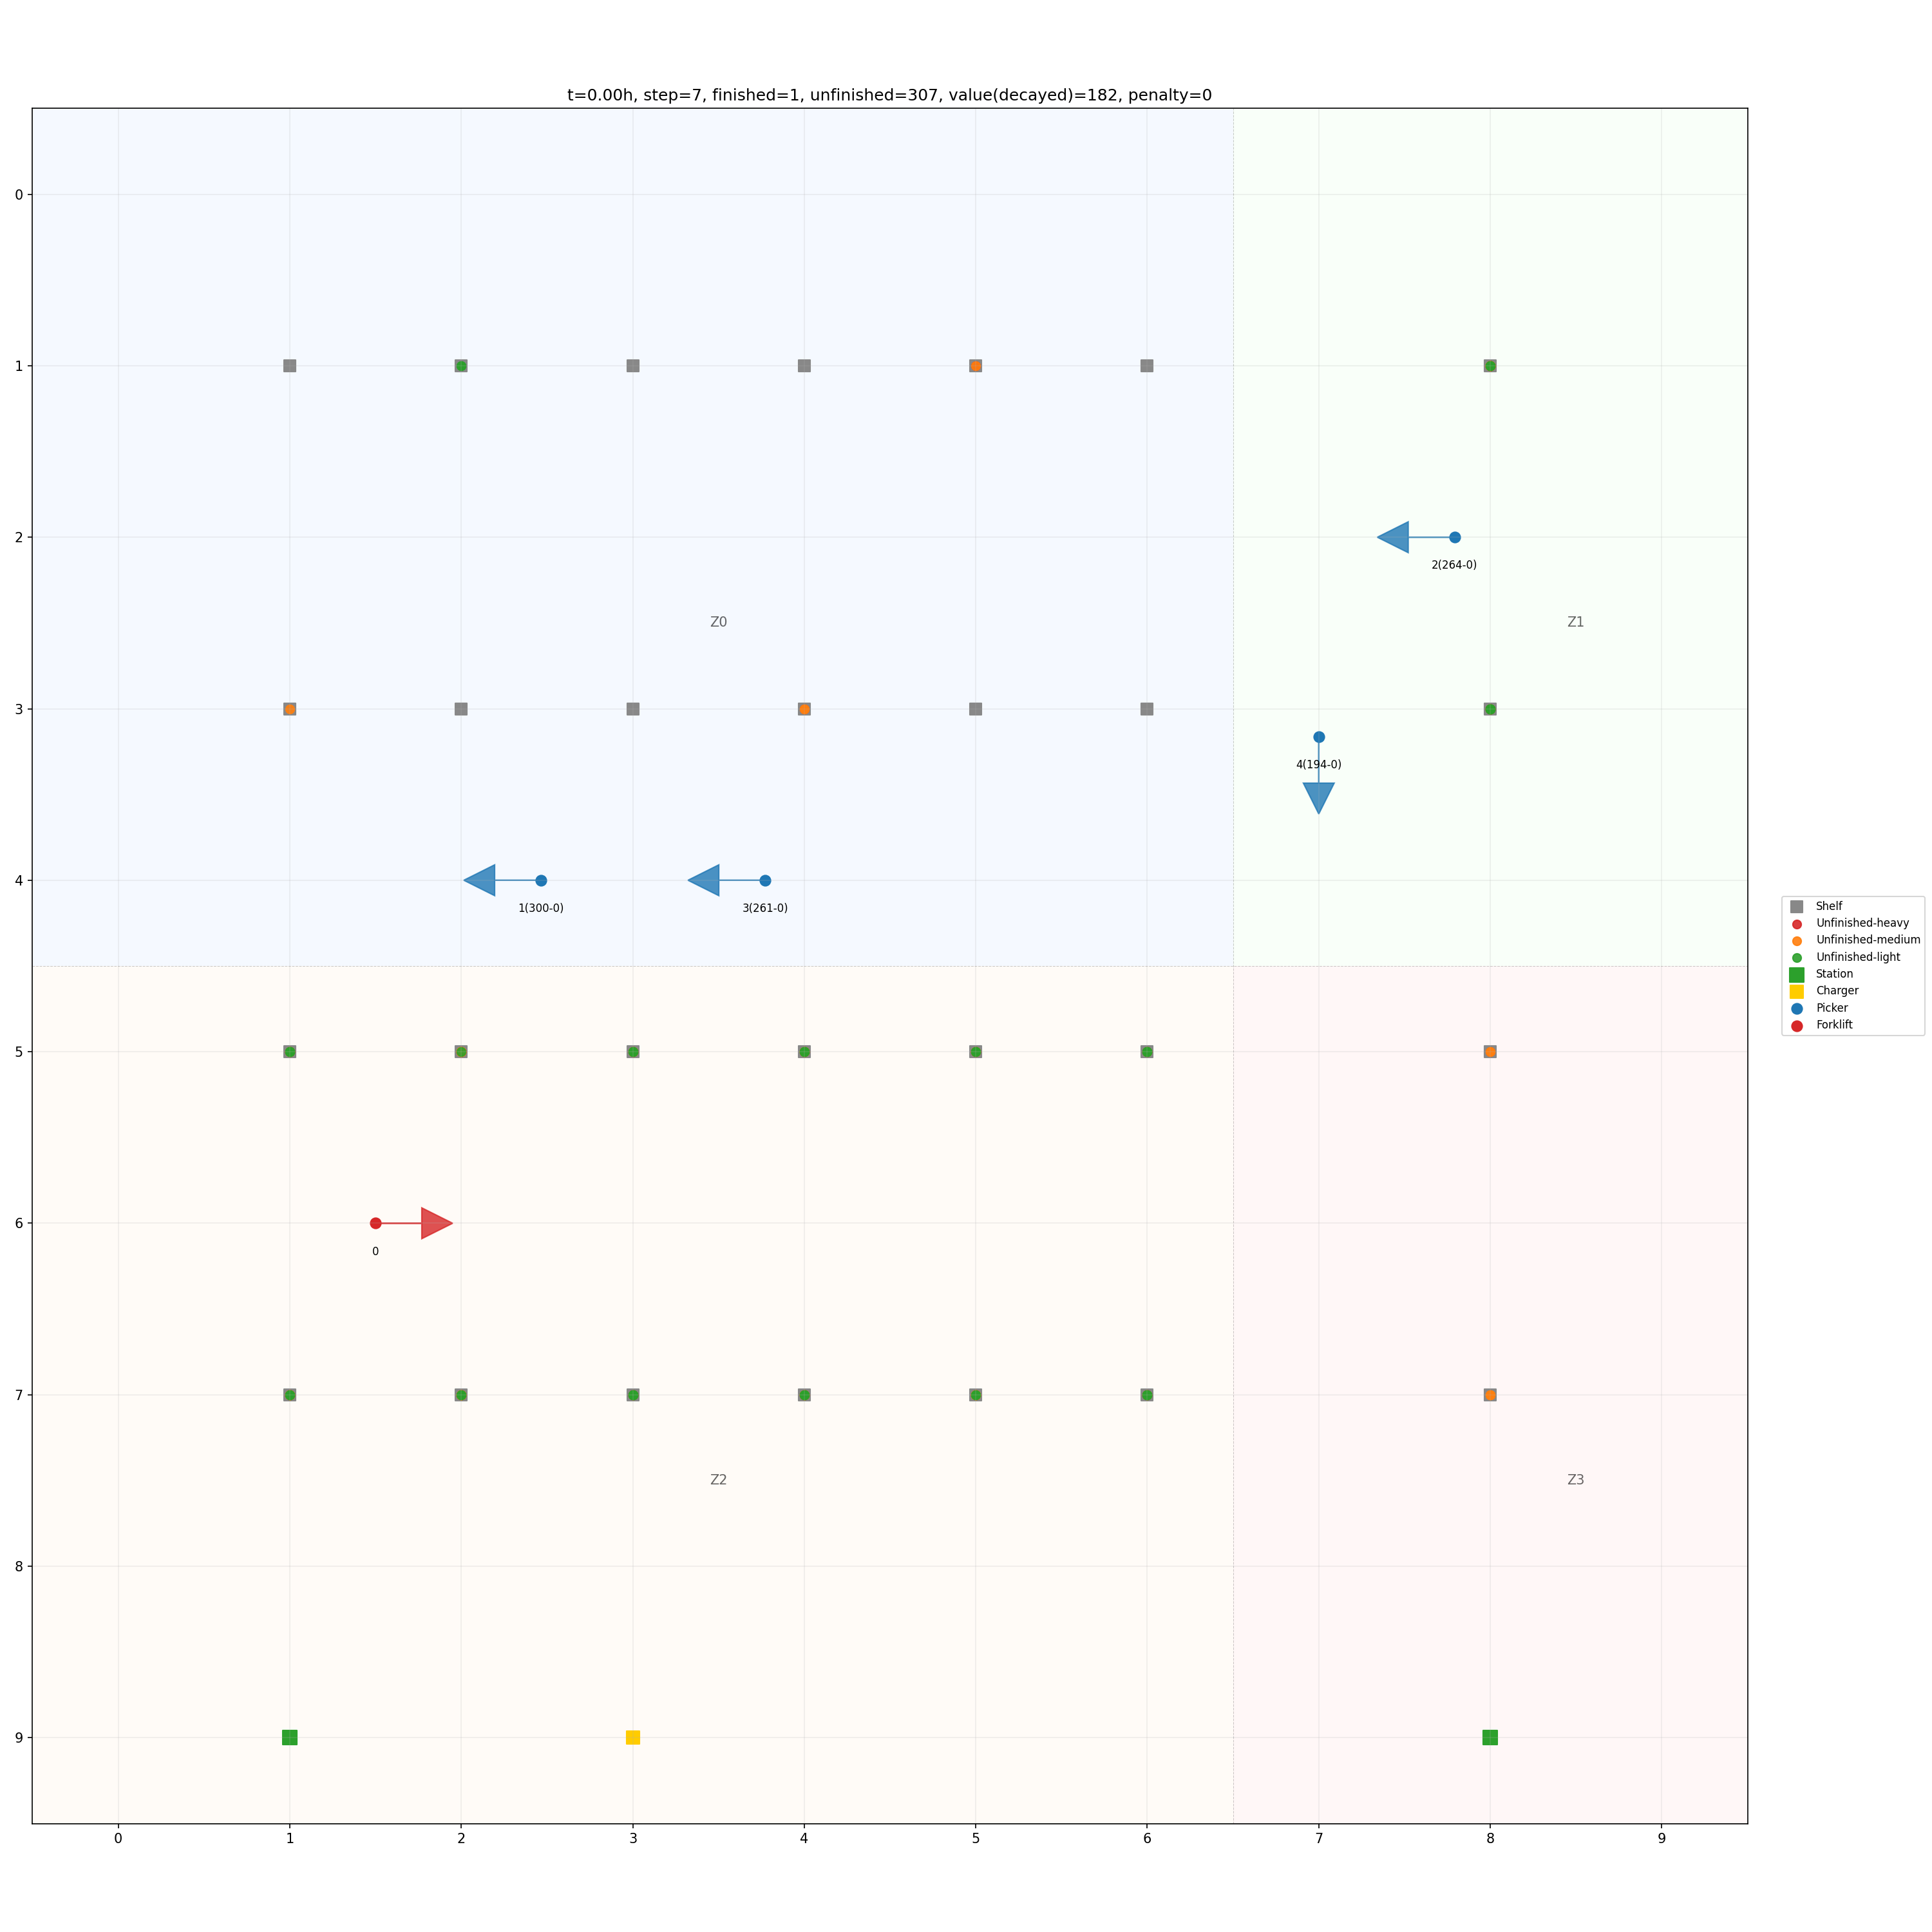 t=0.00h, step=7, finished=1, unfinished=307, value(decayed)=182, penalty=0
0
1
2
2(264-0)
Z0
Z1
3
4(194-0)
4
1(300-0)
3(261-0)
Shelf
Unfinished-heavy
Unfinished-medium
Unfinished-light
Station
Charger
Picker
Forklift
5
6
0
7
Z2
Z3
8
9
0 1 2 3 4 5 6 7 8 9